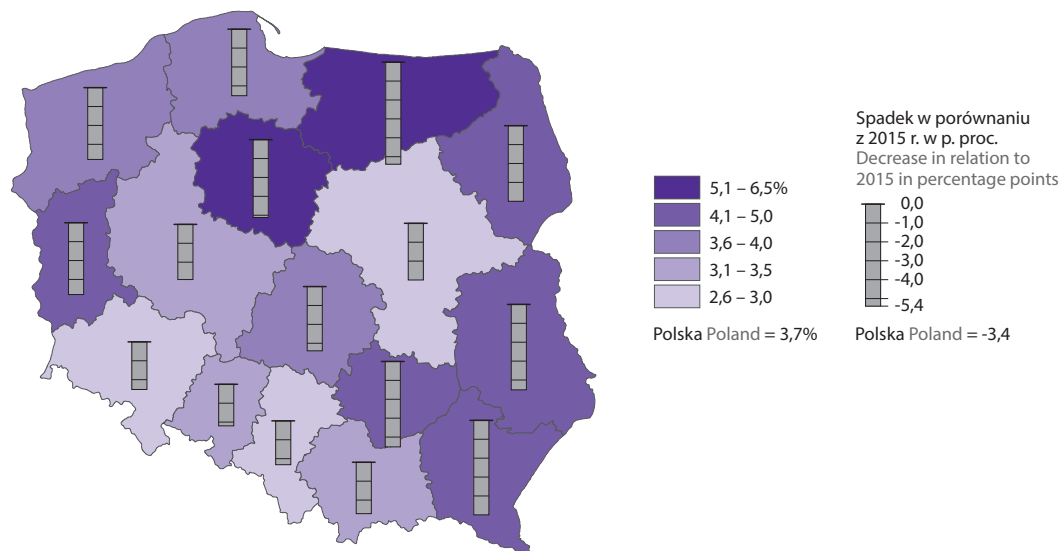 Spadek w porównaniu
z 2015 r. w p. proc.
Decrease in relation to
2015 in percentage points
5,1 – 6,5%
4,1 – 5,0
3,6 – 4,0
3,1 – 3,5
2,6 – 3,0
Polska Poland = 3,7%
0,0
-1,0
-2,0
-3,0
-4,0
-5,4
Polska Poland = -3,4